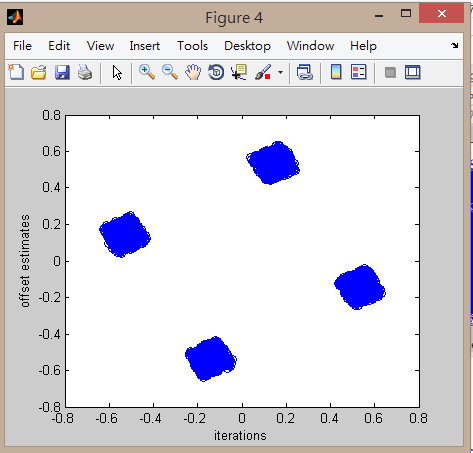 Figure 4
File Edit View Insert Tools Desktop Window Help
0.8
0.6
0.4
0.2
0
-0.2
-0.4
-0.6
-0.8
offset estimates
-0.8 -0.6 -0.4 -0.2 0 0.2 0.4 0.6 0.8
iterations